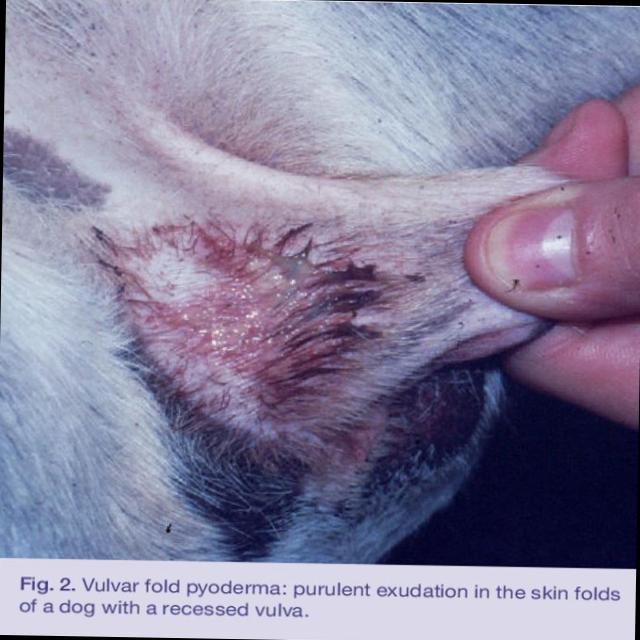 Fig. 2. Vulvar fold pyoderma: purulent exudation in the skin folds
of a dog with a recessed vulva.